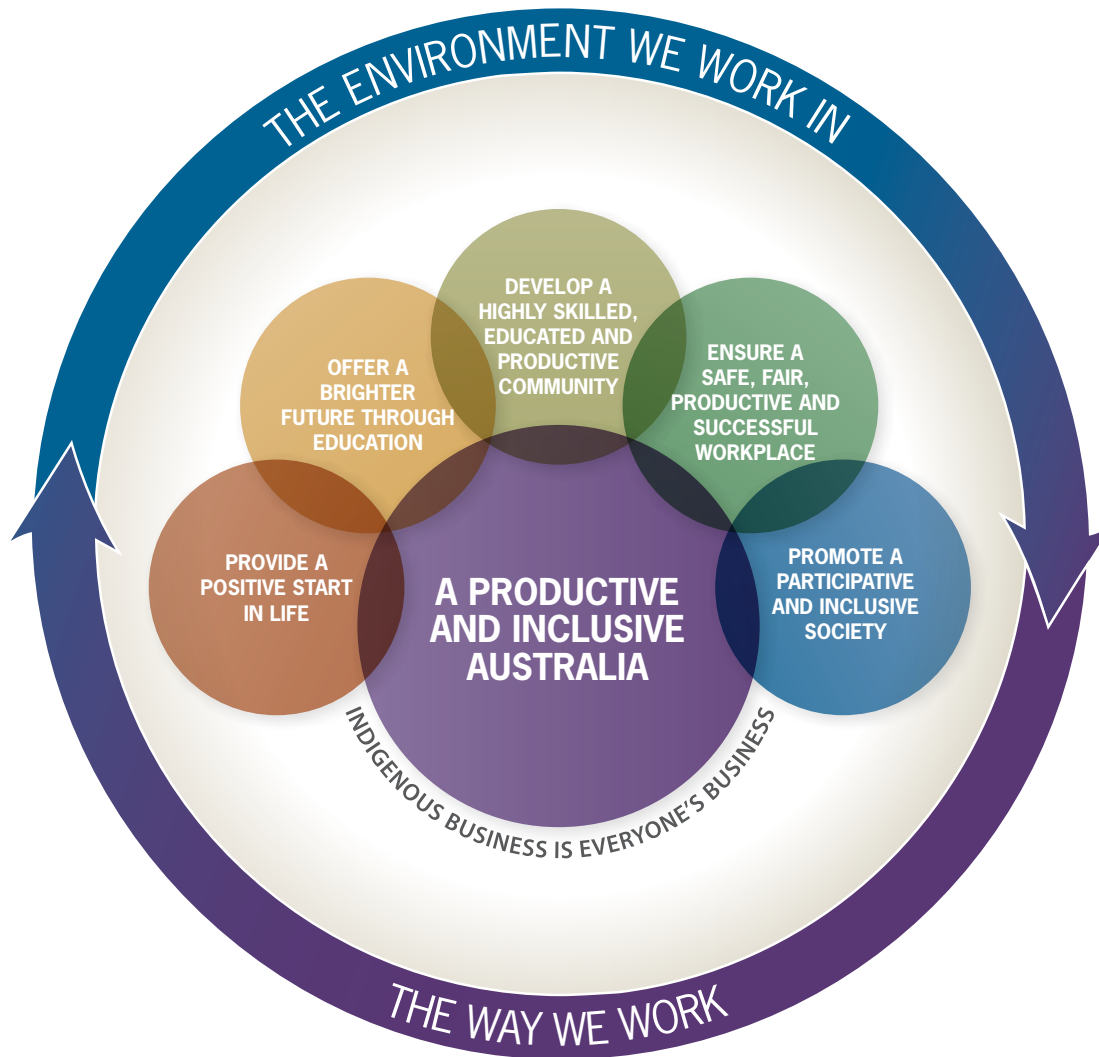 THE ENVIRONMENT WE WORK IN
DEVELOP A
HIGHLY SKILLED,
EDUCATED AND
PRODUCTIVE
COMMUNITY
OFFER A
BRIGHTER
FUTURE THROUGH
EDUCATION
ENSURE A
SAFE, FAIR,
PRODUCTIVE AND
SUCCESSFUL
WORKPLACE
PROVIDE A
POSITIVE START
IN LIFE
A PRODUCTIVE
AND INCLUSIVE
AUSTRALIA
PROMOTE A
PARTICIPATIVE
AND INCLUSIVE
SOCIETY
INDIGENOUS BUSINESS IS EVERYONE'S BUSINESS
THE WAY WE WORK